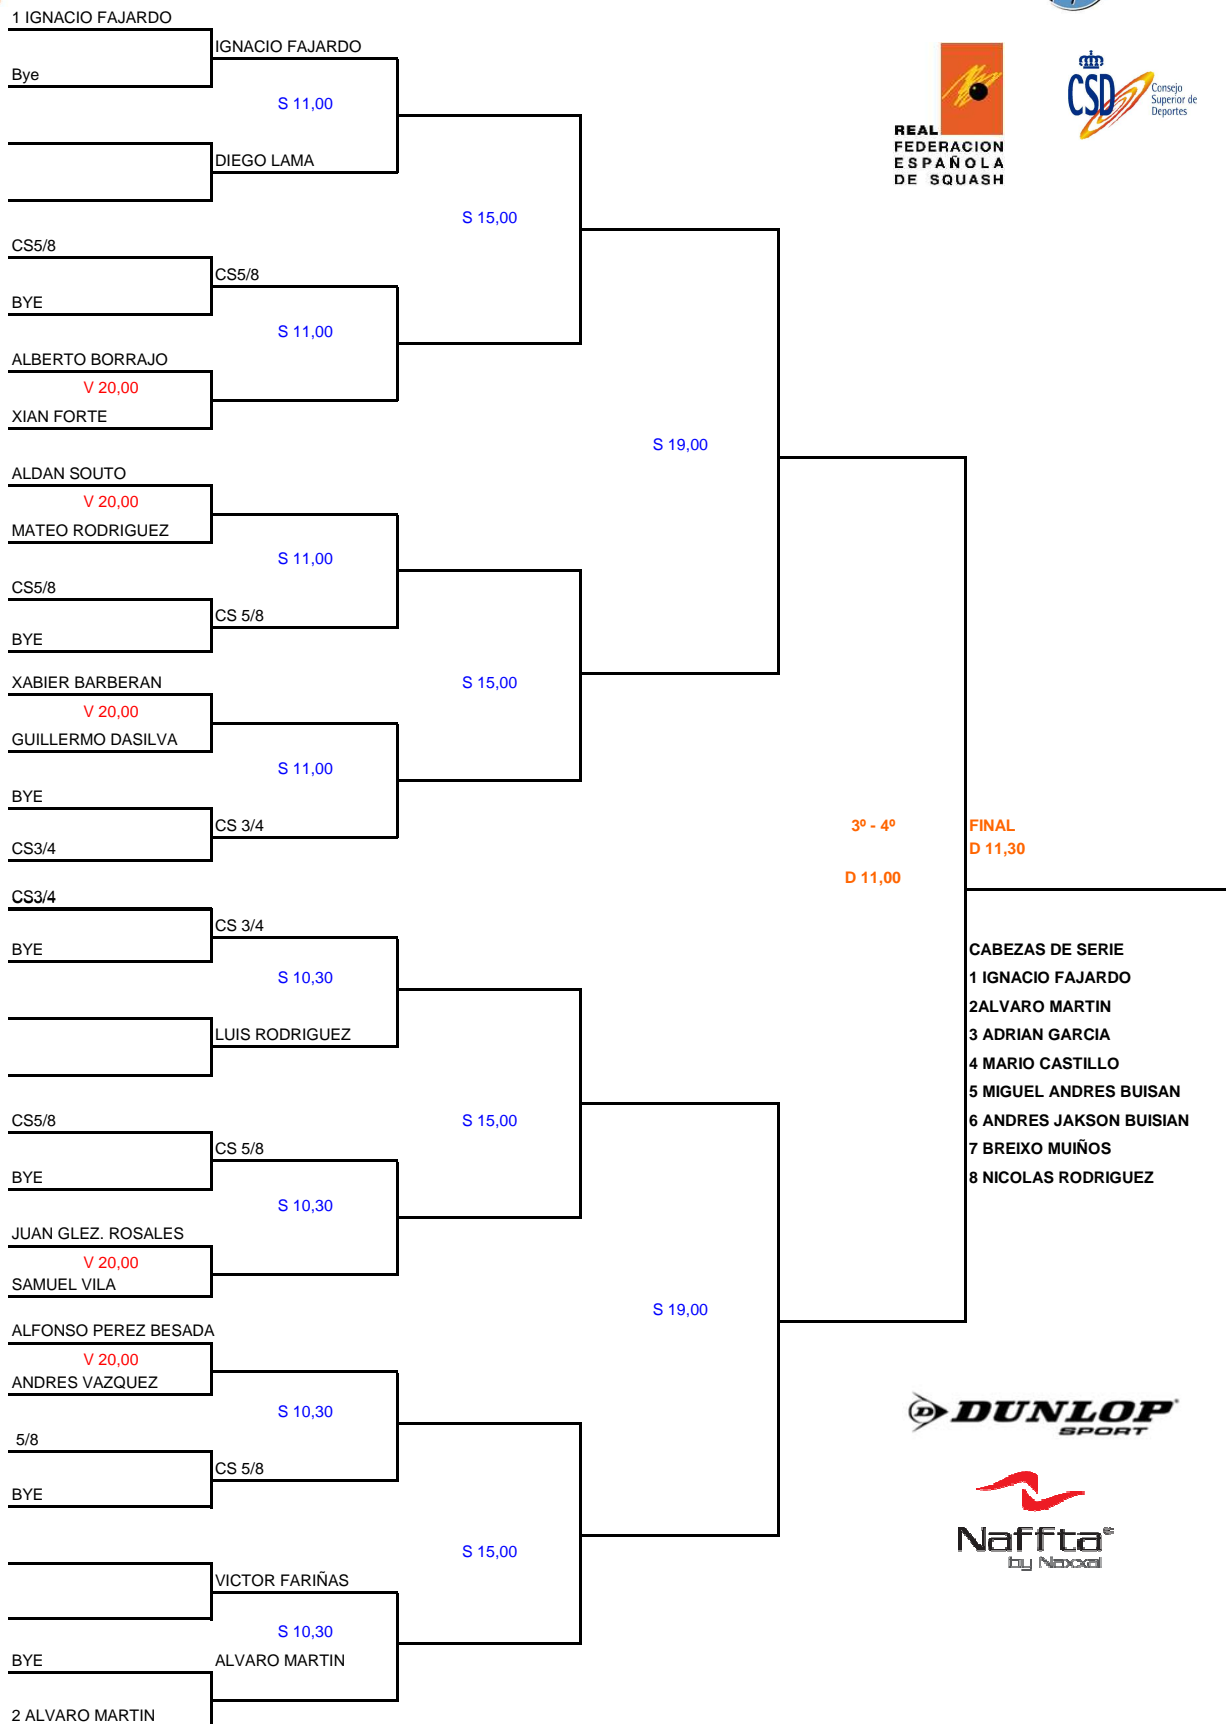 1 IGNACIO FAJARDO
IGNACIO FAJARDO
Bye
S 11,00
DIEGO LAMA
S 15,00
CS5/8
CS5/8
BYE
S 11,00
ALBERTO BORRAJO
V 20,00
XIAN FORTE
S 19,00
ALDAN SOUTO
V 20,00
MATEO RODRIGUEZ
S 11,00
CS5/8
CS 5/8
BYE
XABIER BARBERAN
S 15,00
V 20,00
GUILLERMO DASILVA
S 11,00
BYE
CS 3/4
CS3/4
3º - 4º
FINAL
D 11,30
D 11,00
CS3/4
CS 3/4
BYE
S 10,30
LUIS RODRIGUEZ
CABEZAS DE SERIE
1 IGNACIO FAJARDO
2ALVARO MARTIN
3 ADRIAN GARCIA
4 MARIO CASTILLO
5 MIGUEL ANDRES BUISAN
6 ANDRES JAKSON BUISIAN
7 BREIXO MUIÑOS
8 NICOLAS RODRIGUEZ
CS5/8
S 15,00
CS 5/8
BYE
S 10,30
JUAN GLEZ. ROSALES
V 20,00
SAMUEL VILA
S 19,00
ALFONSO PEREZ BESADA
V 20,00
ANDRES VAZQUEZ
S 10,30
5/8
CS 5/8
BYE
S 15,00
VICTOR FARIÑAS
S 10,30
BYE
ALVARO MARTIN
2 ALVARO MARTIN
REAL
FEDERACION
ESPAÑOLA
DE SQUASH
CSD
Consejo
Superior de
Deportes
D
DUNLOP
SPORT
Naffta®
by Naxxal